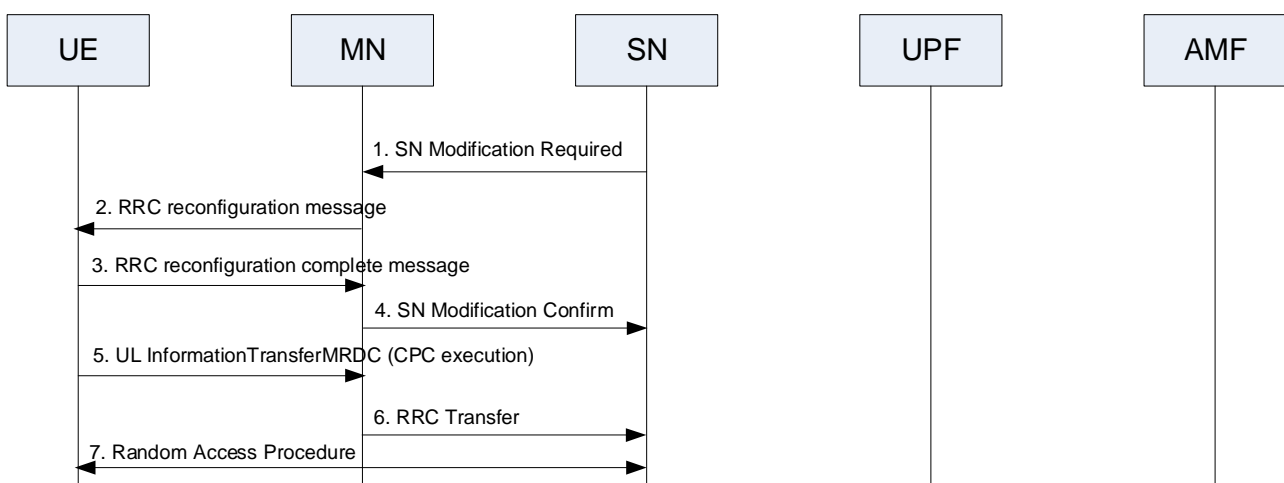 UE
MN
SN
UPF
AMF
1. SN Modification Required
2. RRC reconfiguration message
3. RRC reconfiguration complete message
4. SN Modification Confirm
5. UL InformationTransferMRDC (CPC execution)
6. RRC Transfer
7. Random Access Procedure